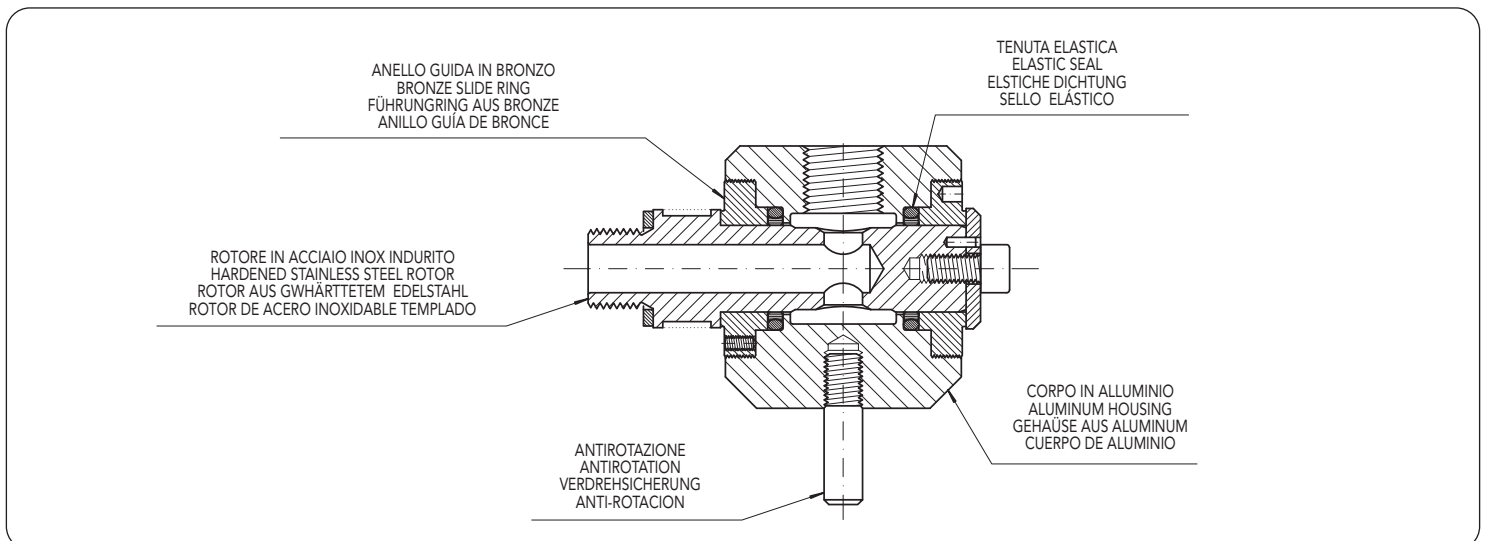 ANELLO GUIDA IN BRONZO
BRONZE SLIDE RING
FÜHRUNGRING AUS BRONZE
ANILLO GUÍA DE BRONCE
TENUTA ELASTICA
ELASTIC SEAL
ELSTICHE DICHTUNG
SELLO ELÁSTICO
ROTORE IN ACCIAIO INOX INDURITO
HARDENED STAINLESS STEEL ROTOR
ROTOR AUS GWHÄRTTETEM EDELSTAHL
ROTOR DE ACERO INOXIDABLE TEMPLADO
CORPO IN ALLUMINIO
ALUMINUM HOUSING
GEHAÜSE AUS ALUMINUM
CUERPO DE ALUMINIO
ANTIROTAZIONE
ANTIROTATION
VERDREHSICHERUNG
ANTI-ROTACION